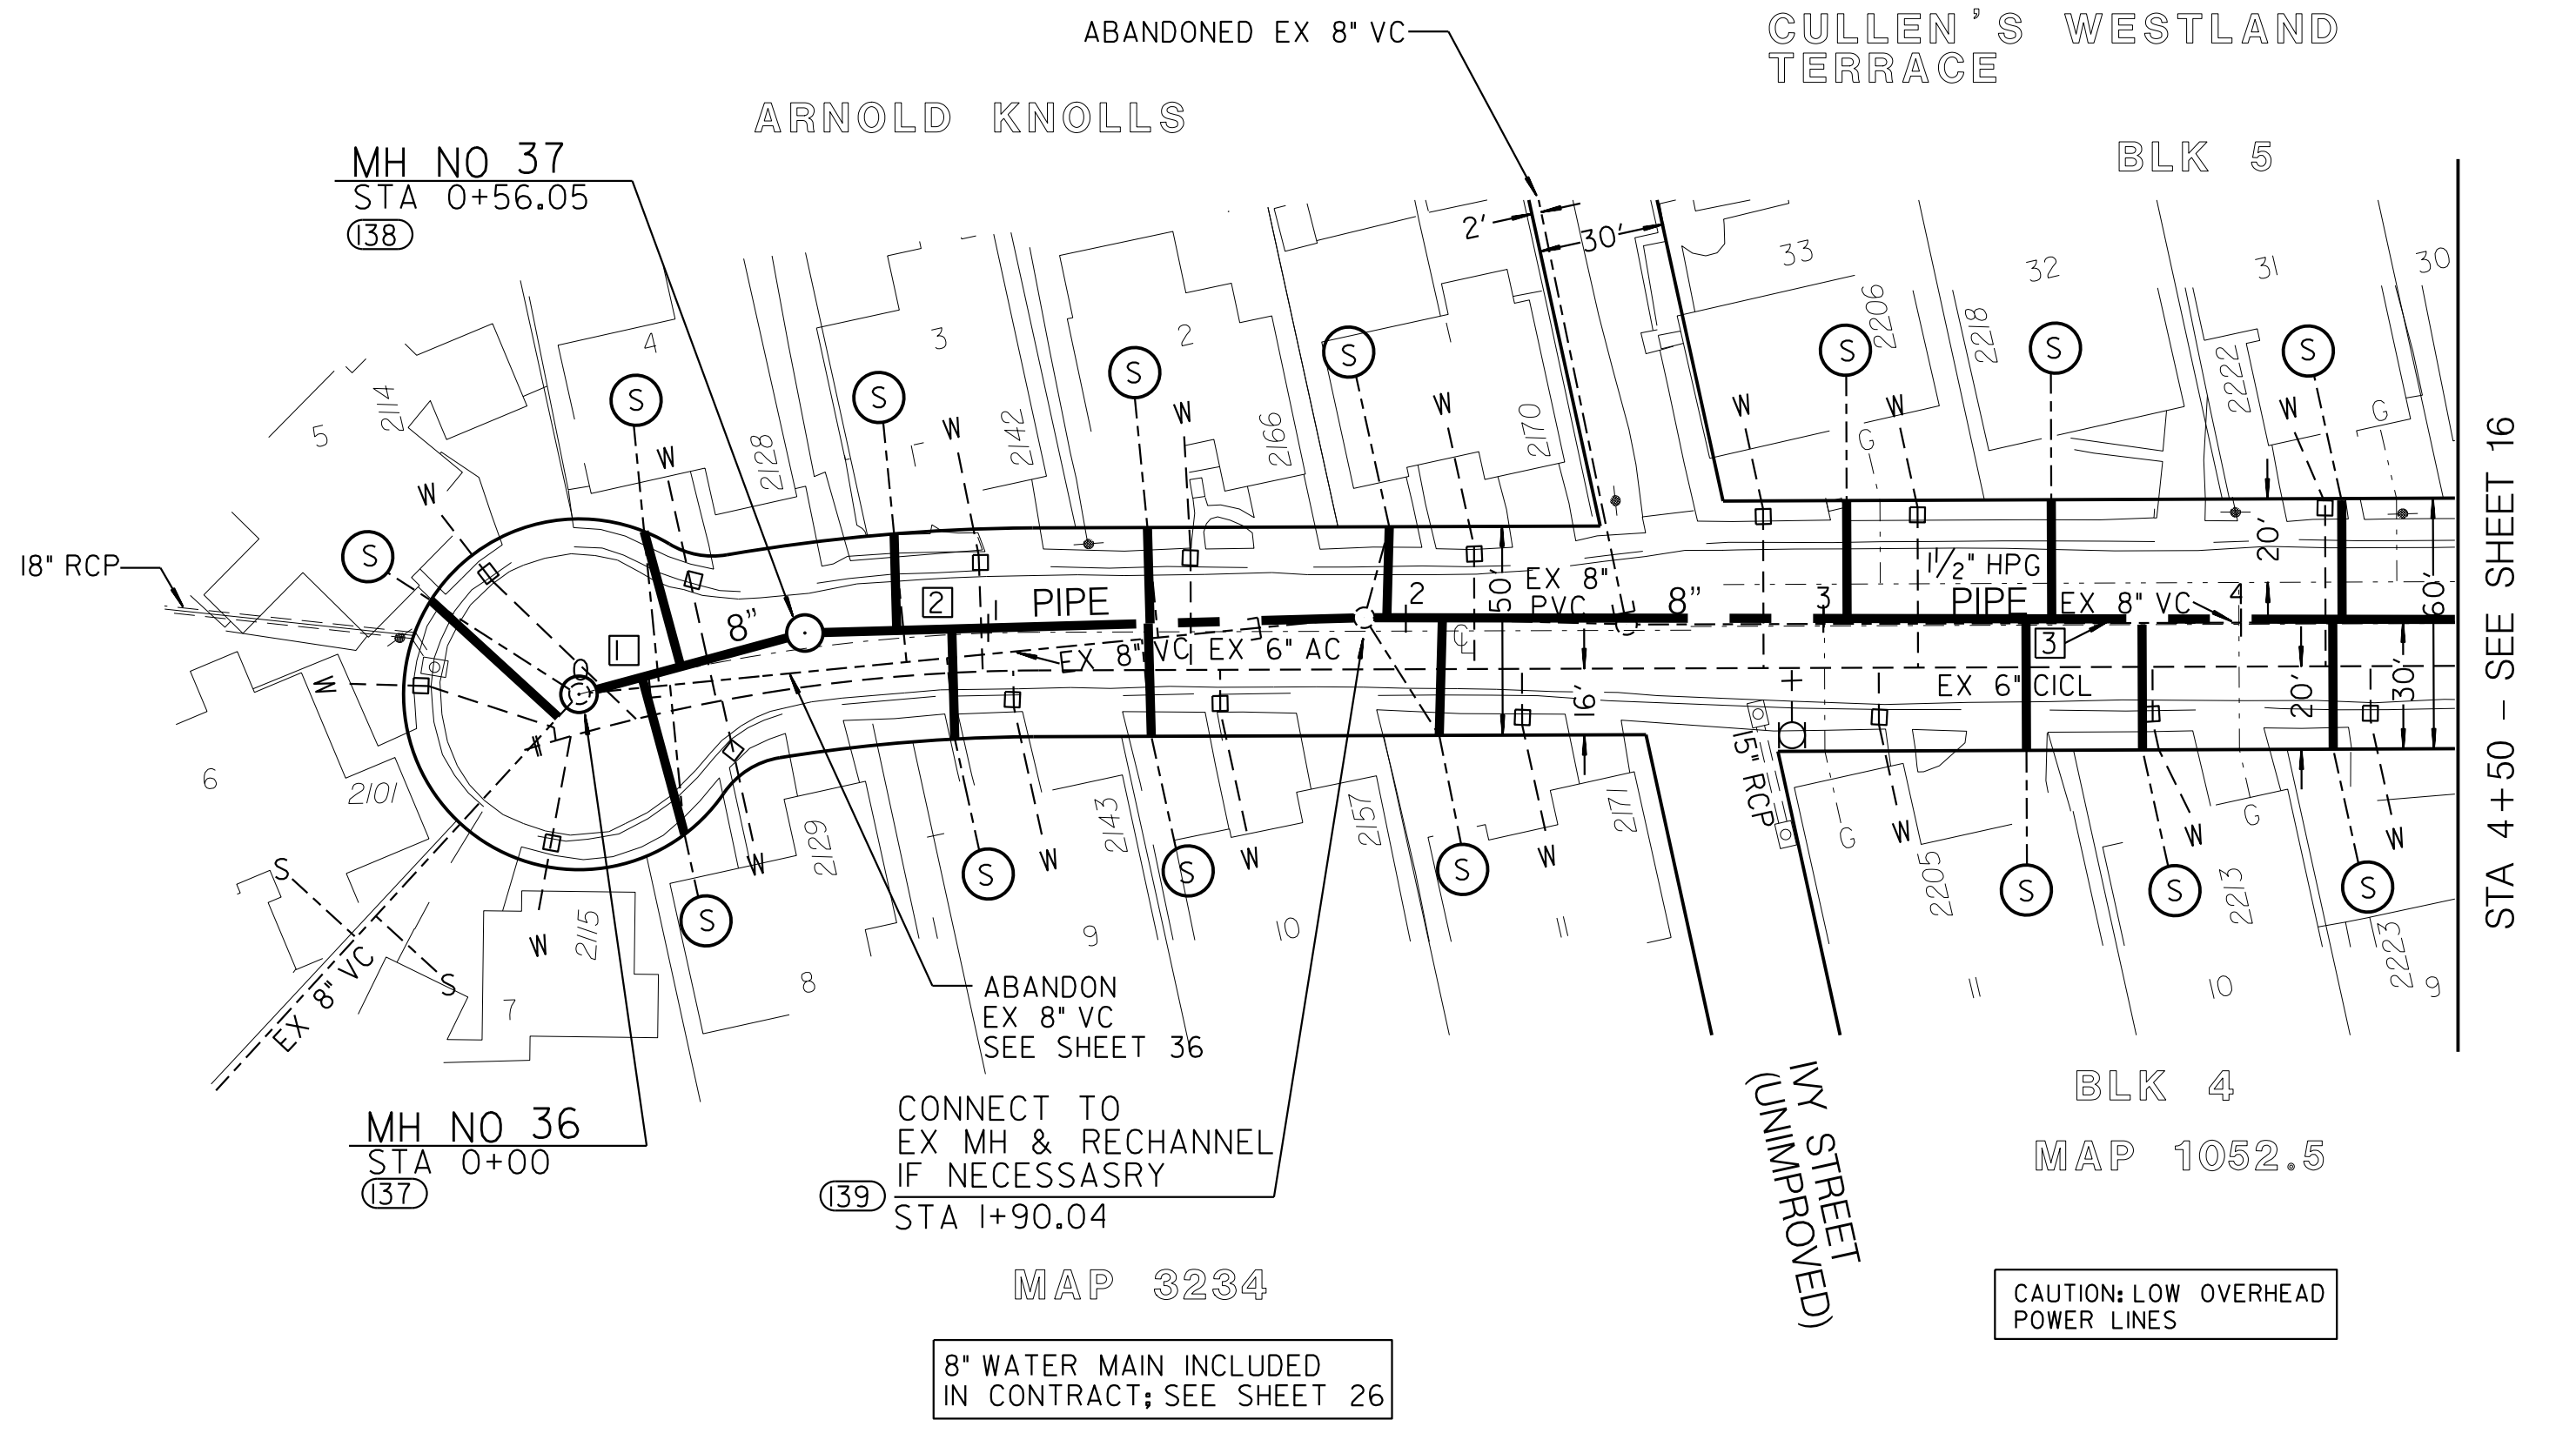 ABANDONED EX 8" VC
CULLEN'S WESTLAND
TERRACE
ARNOLD KNOLLS
BLK 5
MH NO 37
STA 0+56.05
138
2'
30'
33
32
31
30
2206
2218
2222
4
3
2
5
2114
2128
2142
2166
2170
S
S
S
S
S
S
S
S
W
W
W
W
W
W
W
W
G
G
18" RCP
1
8"
2
1
PIPE
2
50'
EX 8"
PVC
8"
3
1 1/2" HPG
PIPE
EX 8" VC
4
20'
60'
3
EX 8" VC
EX 6" AC
℄
16'
EX 6" CICL
20'
30'
0
W
15" RCP
STA 4+50 - SEE SHEET 16
6
2101
2115
2129
2143
2157
2171
2205
2213
2223
S
S
S
S
S
S
S
S
S
W
W
W
W
W
W
W
W
G
G
EX 8" VC
7
8
9
10
11
11
10
9
ABANDON
EX 8" VC
SEE SHEET 36
MH NO 36
STA 0+00
137
CONNECT TO
EX MH & RECHANNEL
IF NECESSASRY
139
STA 1+90.04
IVY STREET
(UNIMPROVED)
BLK 4
MAP 1052.5
MAP 3234
CAUTION: LOW OVERHEAD
POWER LINES
8" WATER MAIN INCLUDED
IN CONTRACT; SEE SHEET 26